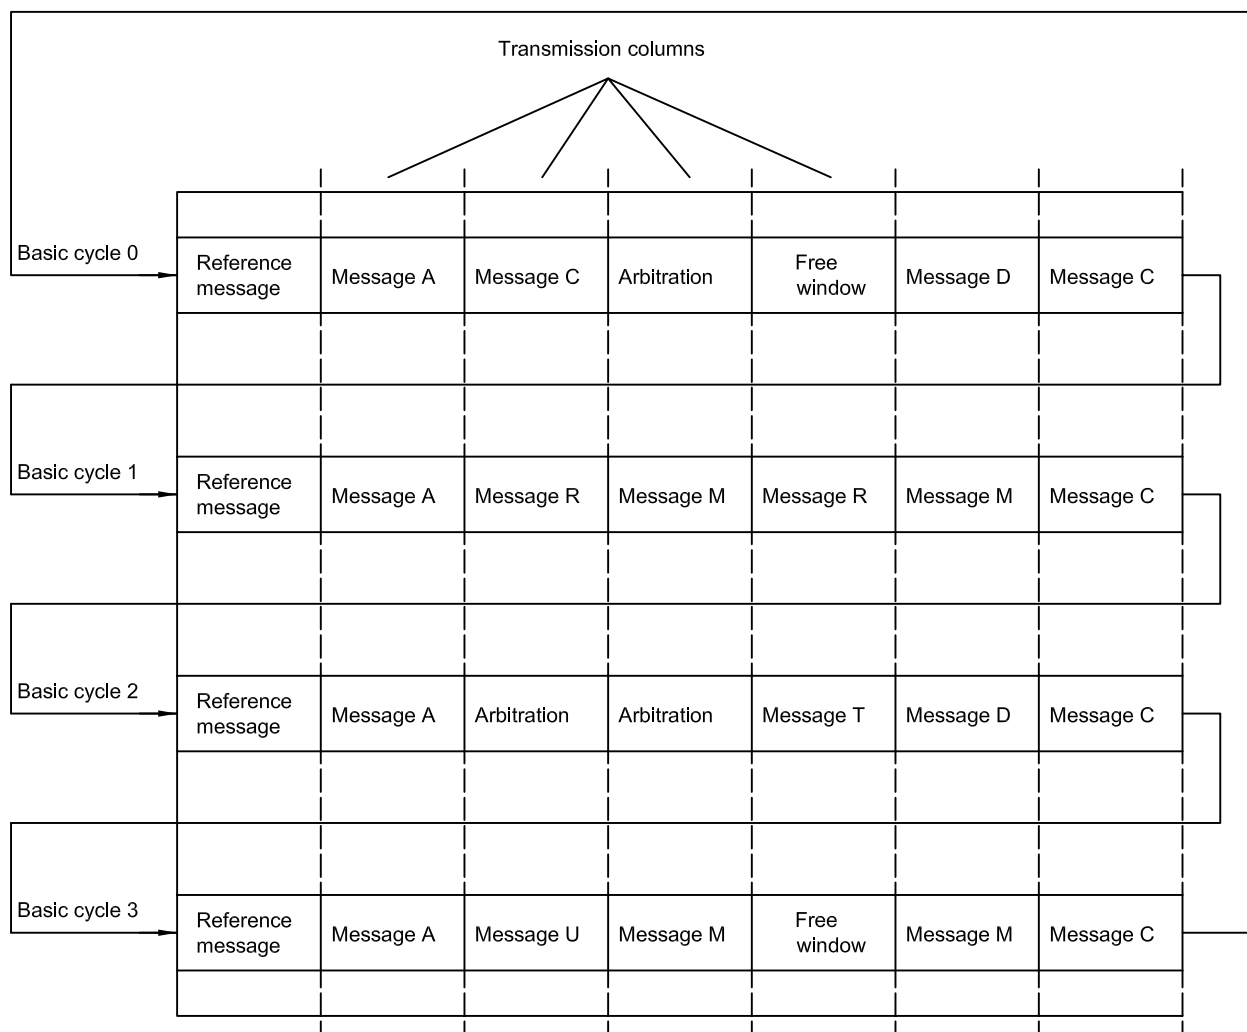 Transmission columns
Basic cycle 0
Reference
message
Message A
Message C
Arbitration
Free
window
Message D
Message C
Basic cycle 1
Reference
message
Message A
Message R
Message M
Message R
Message M
Message C
Basic cycle 2
Reference
message
Message A
Arbitration
Arbitration
Message T
Message D
Message C
Basic cycle 3
Reference
message
Message A
Message U
Message M
Free
window
Message M
Message C